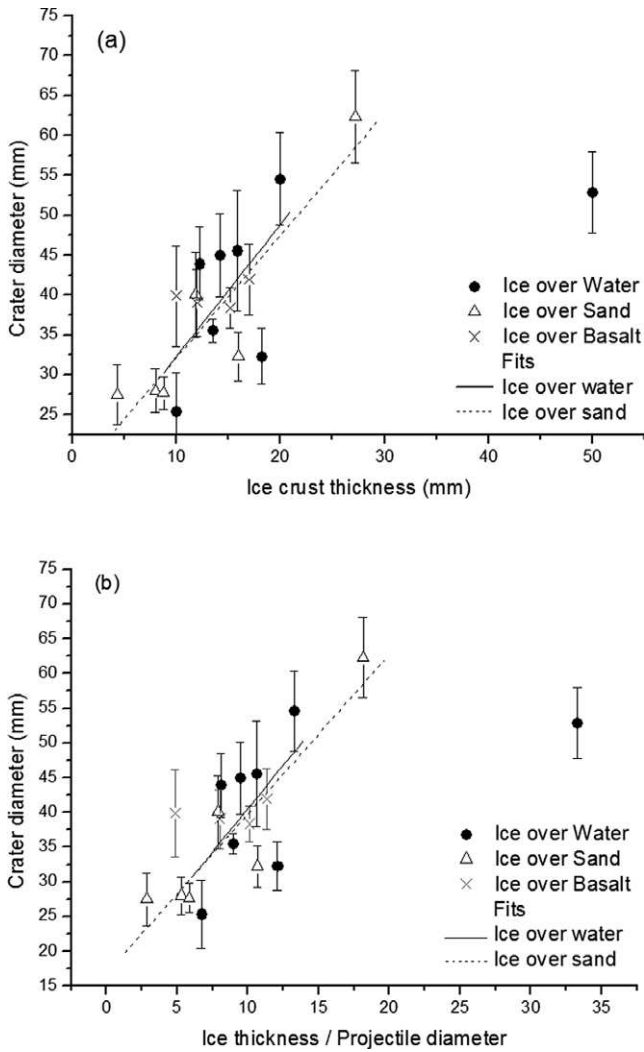 (a)
75
70
65
60
55
50
45
40
35
30
25
Crater diameter (mm)
Ice over Water
Ice over Sand
Ice over Basalt
Fits
Ice over water
Ice over sand
0 10 20 30 40 50
Ice crust thickness (mm)
(b)
75
70
65
60
55
50
45
40
35
30
25
20
15
Crater diameter (mm)
Ice over Water
Ice over Sand
Ice over Basalt
Fits
Ice over water
Ice over sand
0 5 10 15 20 25 30 35
Ice thickness / Projectile diameter